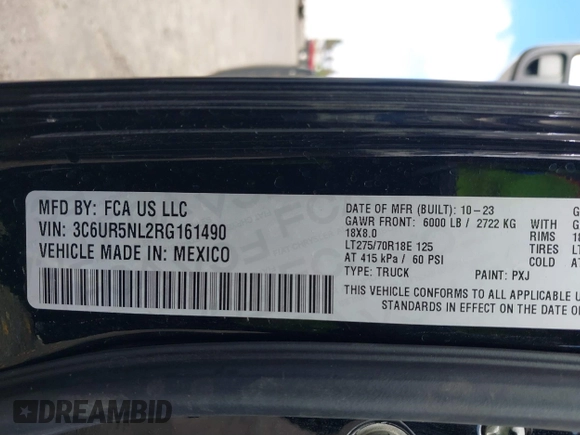 MFD BY: FCA US LLC
VIN: 3C6UR5NL2RG161490
VEHICLE MADE IN: MEXICO
DATE OF MFR (BUILT): 10-23
GAWR FRONT: 6000 LB / 2722 KG WITH
18X8.0 RIMS
LT275/70R18E 125 TIRES LT
AT 415 kPa / 60 PSI COLD AT
TYPE: TRUCK PAINT: PXJ
THIS VEHICLE CONFORMS TO ALL APPLICABLE
STANDARDS IN EFFECT ON THE DATE OF
DREAMBID